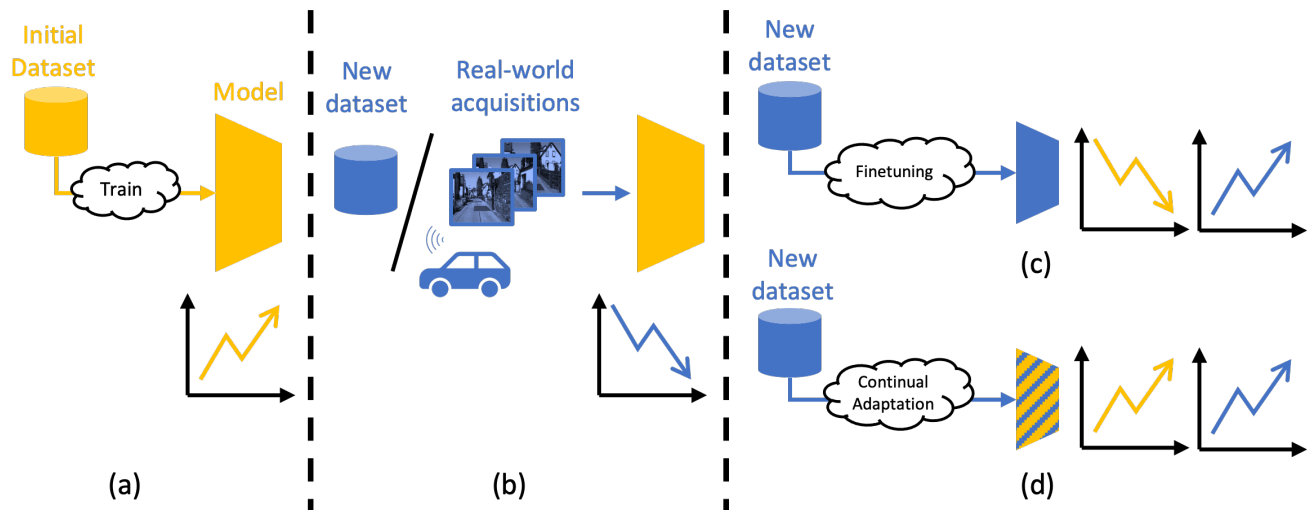 Initial
Dataset
Model
Train
(a)
New
dataset
Real-world
acquisitions
(b)
New
dataset
Finetuning
(c)
New
dataset
Continual
Adaptation
(d)